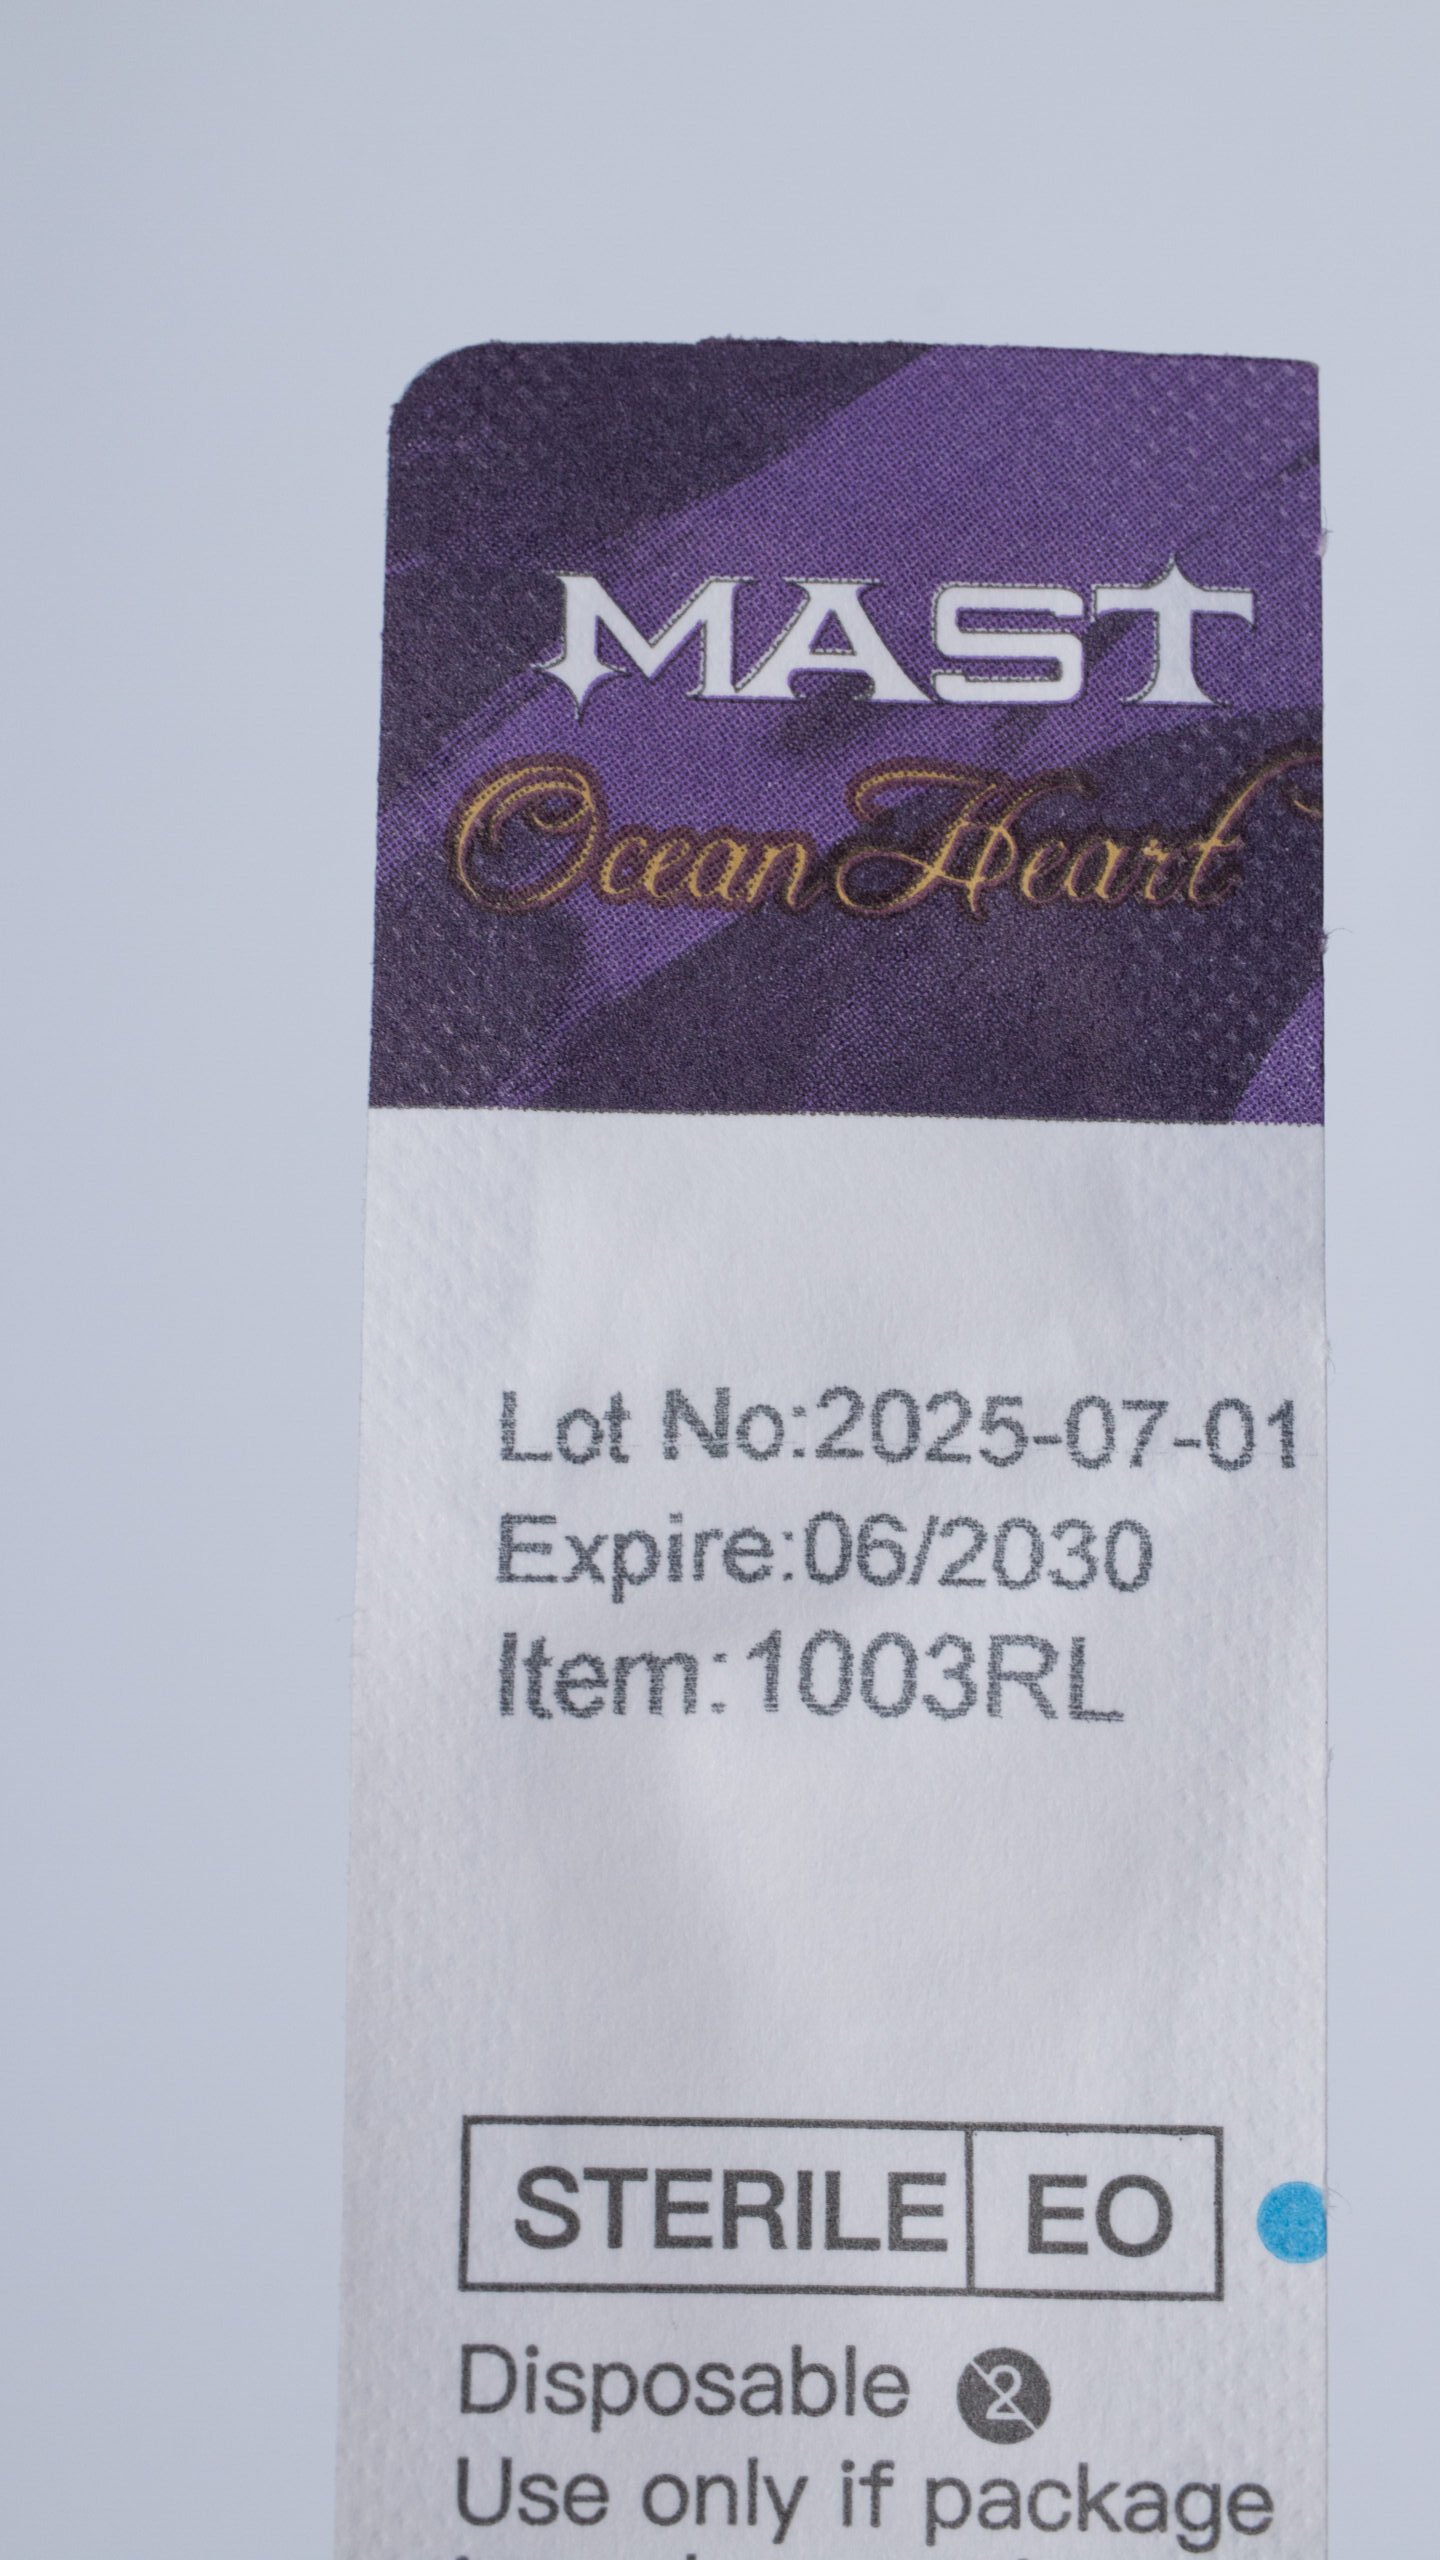 MAST
Ocean Heart
Lot No:2025-07-01
Expire:06/2030
Item:1003RL
STERILE EO
Disposable 2
Use only if package